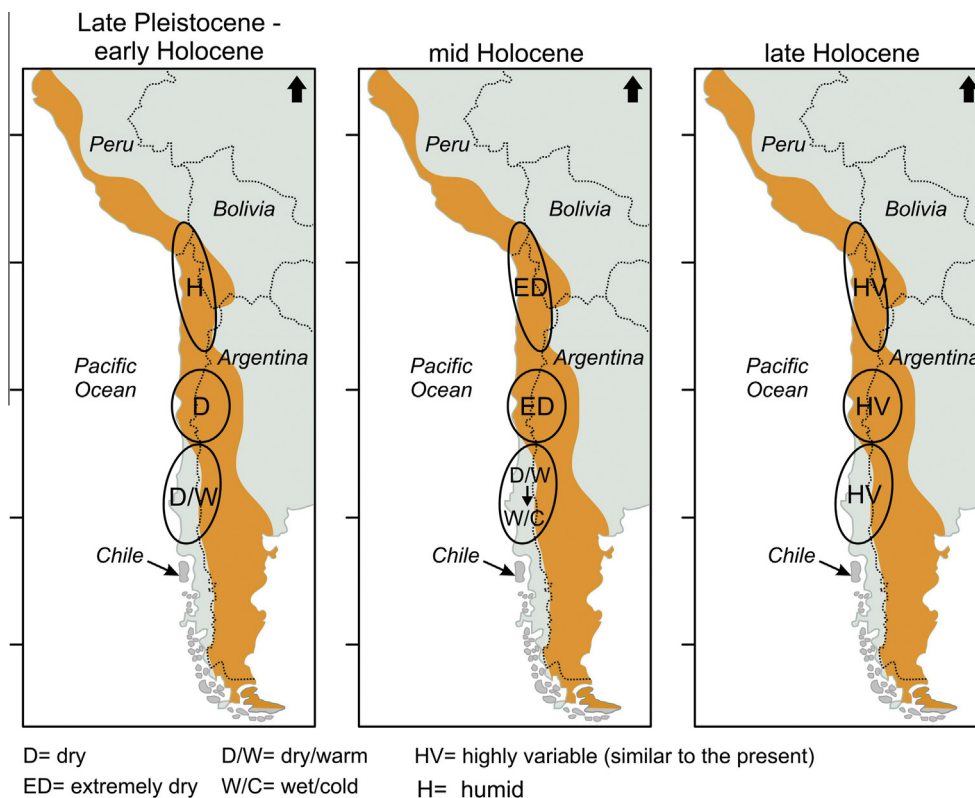 Late Pleistocene -
early Holocene
mid Holocene
late Holocene
Peru
Bolivia
H
Argentina
Pacific
Ocean
D
D/W
Chile
Peru
Bolivia
ED
Argentina
Pacific
Ocean
ED
D/W
W/C
Chile
Peru
Bolivia
HV
Argentina
Pacific
Ocean
HV
HV
Chile
D= dry
D/W= dry/warm
HV= highly variable (similar to the present)
ED= extremely dry
W/C= wet/cold
H= humid